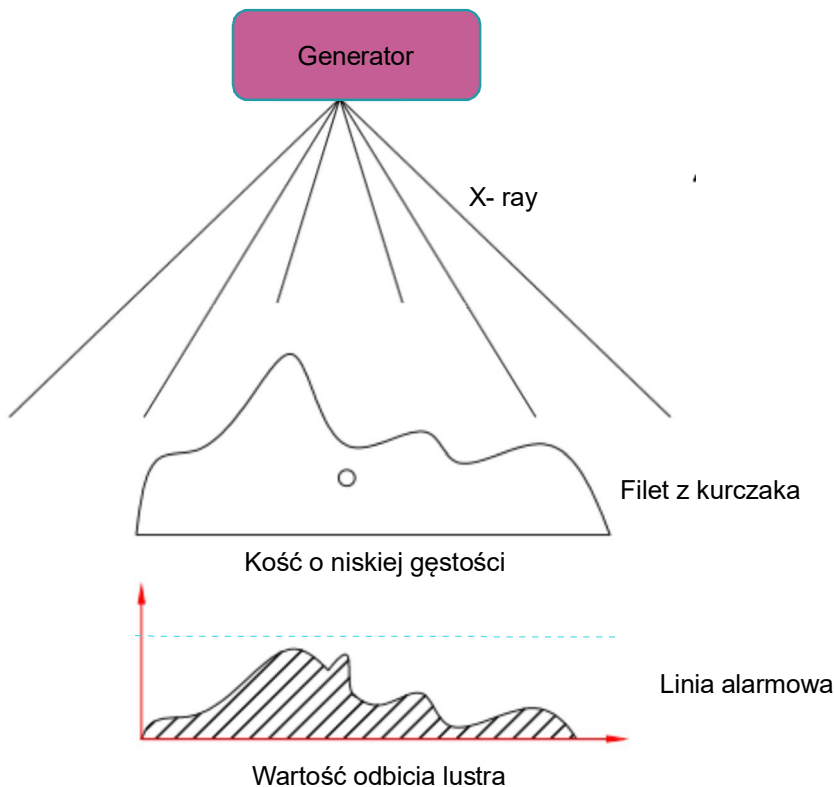 Generator
X- ray
Filet z kurczaka
Kość o niskiej gęstości
Linia alarmowa
Wartość odbicia lustra